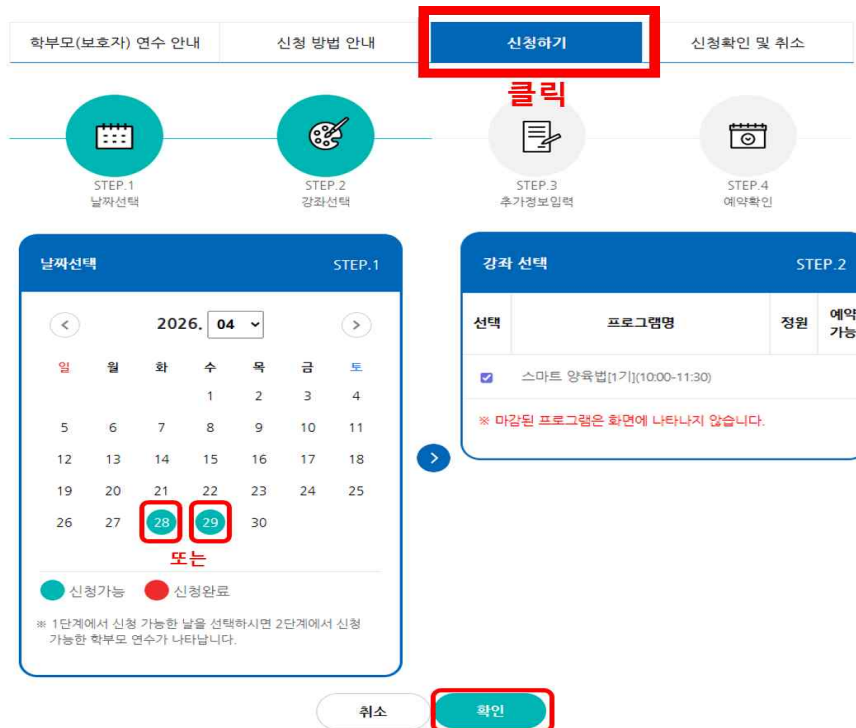 학부모(보호자) 연수 안내
신청 방법 안내
신청하기
신청확인 및 취소
클릭
STEP.1
날짜선택
STEP.2
강좌선택
STEP.3
추가정보입력
STEP.4
예약확인
날짜선택 STEP.1
2026. 04
일 월 화 수 목 금 토
1 2 3 4
5 6 7 8 9 10 11
12 13 14 15 16 17 18
19 20 21 22 23 24 25
26 27 28 29 30
또는
신청가능 신청완료
※ 1단계에서 신청 가능한 날을 선택하시면 2단계에서 신청
가능한 학부모 연수가 나타납니다.
강좌 선택 STEP.2
선택 프로그램명 정원 예약
가능
스마트 양육법[1기](10:00-11:30)
※ 마감된 프로그램은 화면에 나타나지 않습니다.
취소
확인